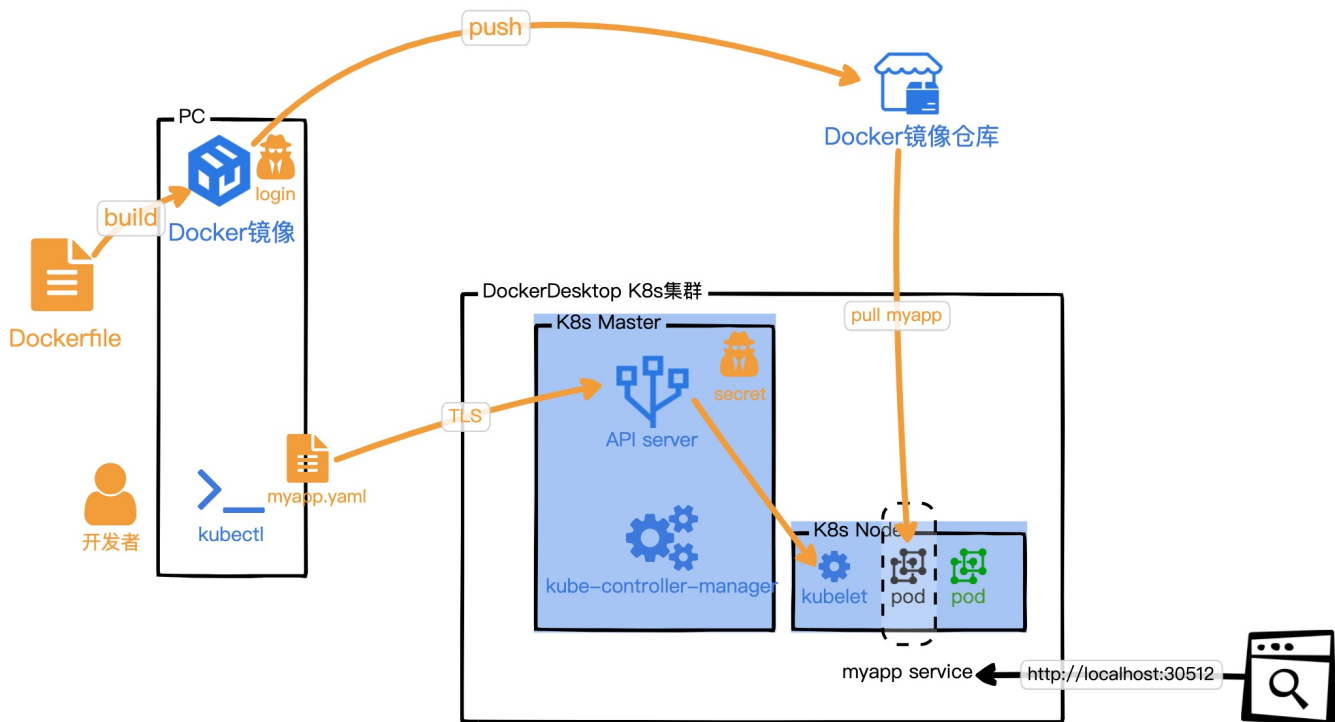 push
PC
Docker镜像仓库
login
build
Docker镜像
Dockerfile
DockerDesktop K8s集群
K8s Master
pull myapp
secret
TLS
API server
myapp.yaml
kubectl
开发者
K8s Node
kube-controller-manager
kubelet
pod
pod
myapp service
http://localhost:30512